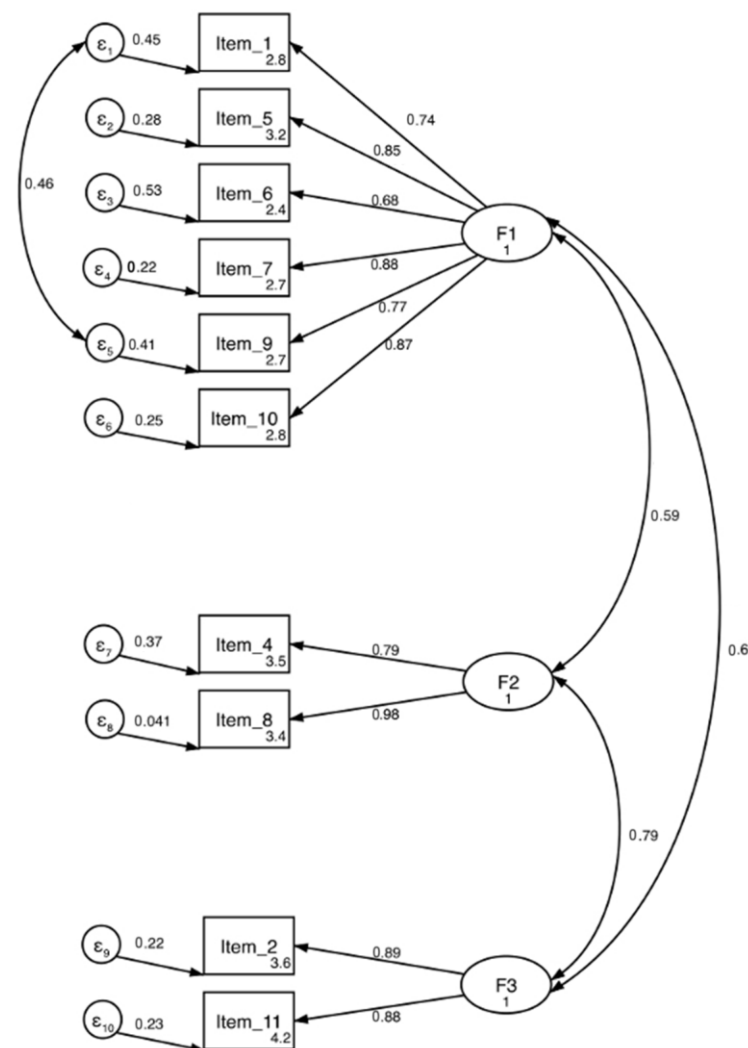 ε1 0.45 Item_1 2.8
0.74
ε2 0.28 Item_5 3.2
0.85
0.46
ε3 0.53 Item_6 2.4
0.68
F1 1
ε4 0.22 Item_7 2.7
0.88
0.77
ε5 0.41 Item_9 2.7
0.87
ε6 0.25 Item_10 2.8
0.59
ε7 0.37 Item_4 3.5
0.79
0.6
F2 1
ε8 0.041 Item_8 3.4
0.98
0.79
ε9 0.22 Item_2 3.6
0.89
F3 1
ε10 0.23 Item_11 4.2
0.88